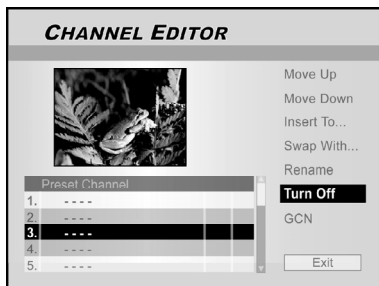 CHANNEL EDITOR
Move Up
Move Down
Insert To...
Swap With...
Rename
Turn Off
GCN
Exit
Preset Channel
1. ----
2. ----
3. ----
4. ----
5. ----